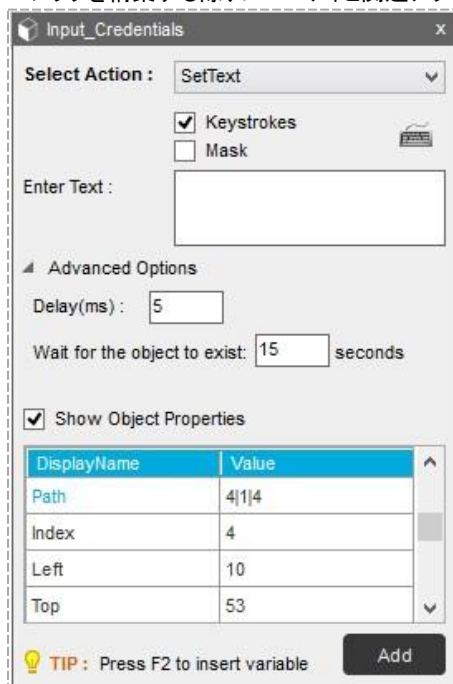 Input_Credentials x
Select Action : SetText
Keystrokes
Mask
Enter Text :
Advanced Options
Delay(ms) : 5
Wait for the object to exist: 15 seconds
Show Object Properties
DisplayName Value
Path 4|1|4
Index 4
Left 10
Top 53
TIP : Press F2 to insert variable Add